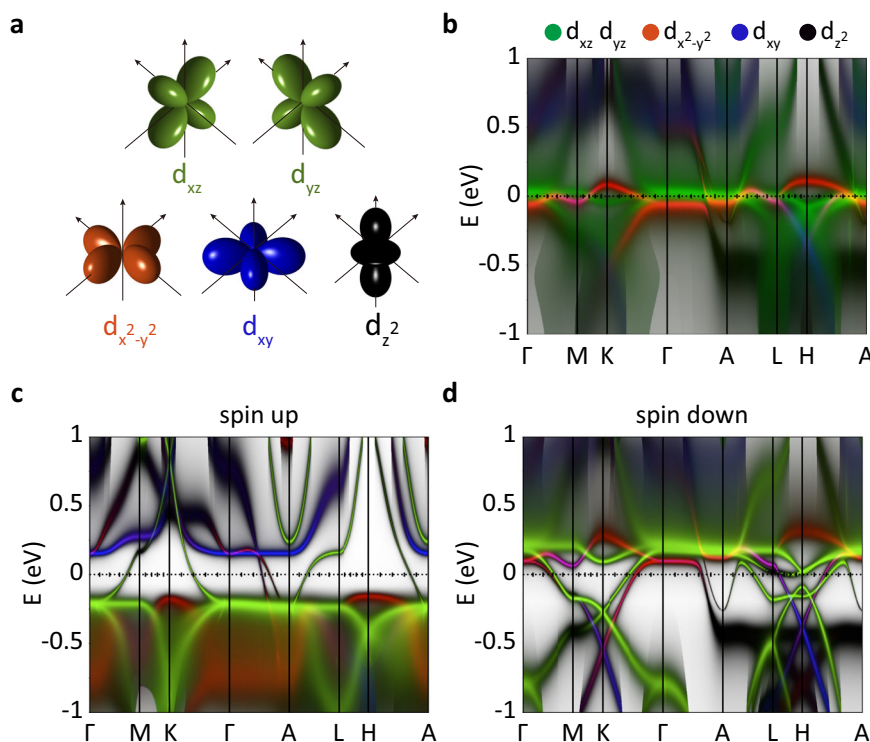 a
d_xz d_yz
d_x²-y² d_xy d_z²
b
d_xz d_yz d_x²-y² d_xy d_z²
E (eV)
1
0.5
0
-0.5
-1
Γ M K Γ A L H A
c
spin up
E (eV)
1
0.5
0
-0.5
-1
Γ M K Γ A L H A
d
spin down
E (eV)
1
0.5
0
-0.5
-1
Γ M K Γ A L H A